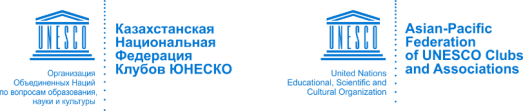 UNESCO
Организация
Объединенных Наций
по вопросам образования,
науки и культуры
Казахстанская
Национальная
Федерация
Клубов ЮНЕСКО
UNESCO
United Nations
Educational, Scientific and
Cultural Organization
Asian-Pacific
Federation
of UNESCO Clubs
and Associations